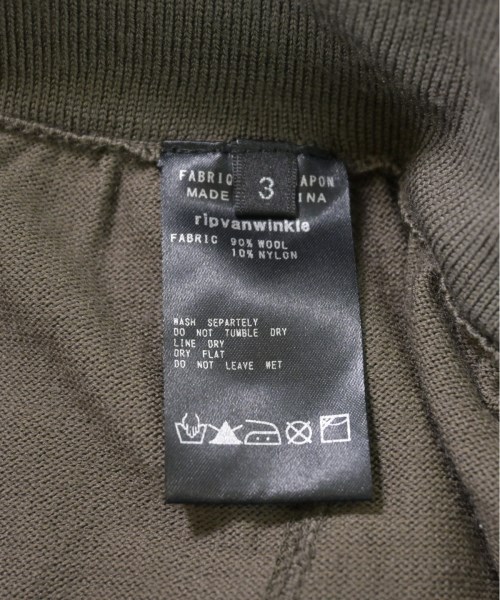 FABRIC
APON
3
MADE
INA
ripvanwinkle
FABRIC 90% WOOL
10% NYLON
WASH SEPARTELY
DO NOT TUMBLE DRY
LINE DRY
DRY FLAT
DO NOT LEAVE WET